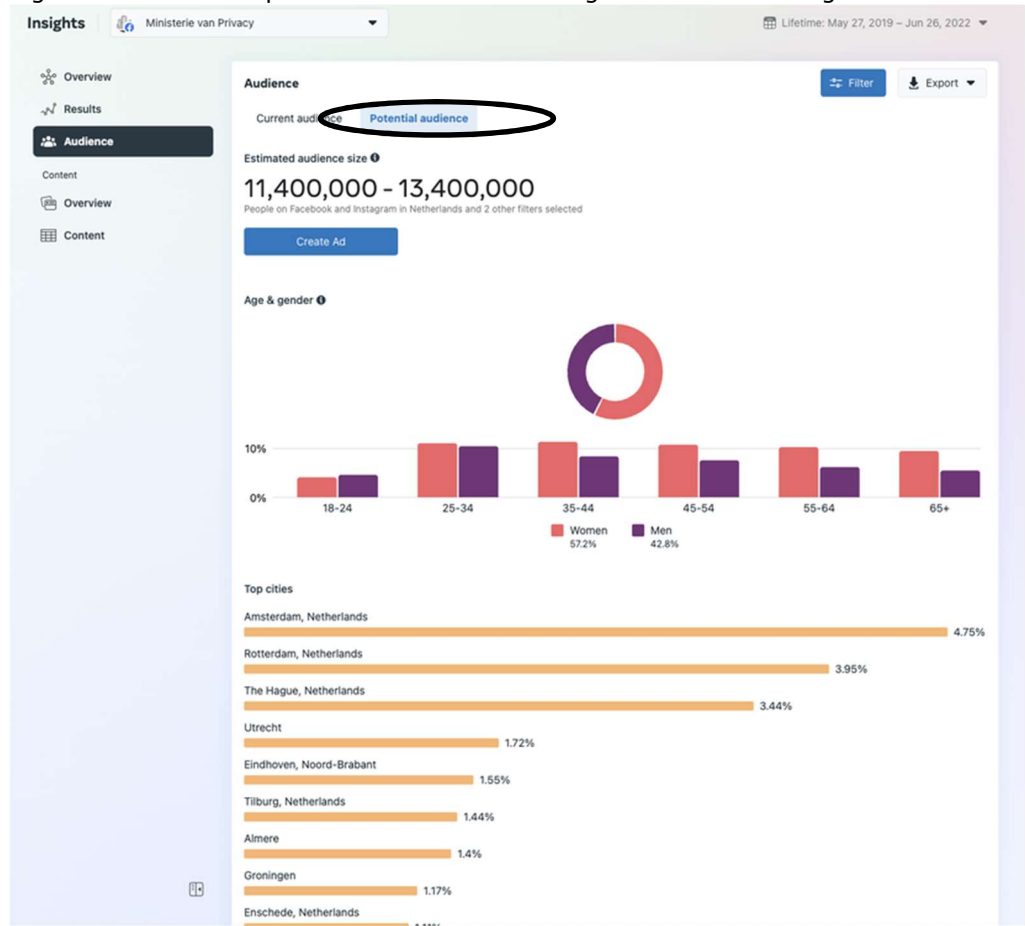 Insights
Ministerie van Privacy
Lifetime: May 27, 2019 – Jun 26, 2022
Overview
Results
Audience
Content
Overview
Content
Audience
Filter
Export
Current audience
Potential audience
Estimated audience size
11,400,000 – 13,400,000
People on Facebook and Instagram in Netherlands and 2 other filters selected
Create Ad
Age & gender
10%
0%
18-24 25-34 35-44 45-54 55-64 65+
Women Men
57.2% 42.8%
Top cities
Amsterdam, Netherlands
4.75%
Rotterdam, Netherlands
3.95%
The Hague, Netherlands
3.44%
Utrecht
1.72%
Eindhoven, Noord-Brabant
1.55%
Tilburg, Netherlands
1.44%
Almere
1.4%
Groningen
1.17%
Enschede, Netherlands